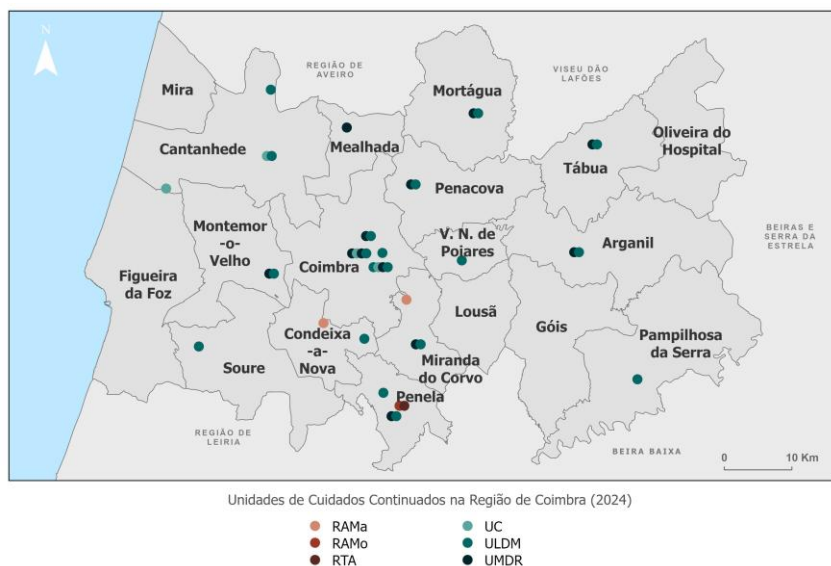 N
REGIÃO DE
AVEIRO
VISEU DÃO
LAFÕES
Mira
Mortágua
Cantanhede
Mealhada
Oliveira do
Hospital
Tábua
Penacova
Montemor
-o-
Velho
V. N. de
Poiares
Arganil
BEIRAS E
SERRA DA
ESTRELA
Coimbra
Figueira
da Foz
Lousã
Góis
Condeixa
-a-
Nova
Pampilhosa
da Serra
Soure
Miranda
do Corvo
Penela
REGIÃO DE
LEIRIA
BEIRA BAIXA
0 10 Km
Unidades de Cuidados Continuados na Região de Coimbra (2024)
RAMa
RAMo
RTA
UC
ULDM
UMDR